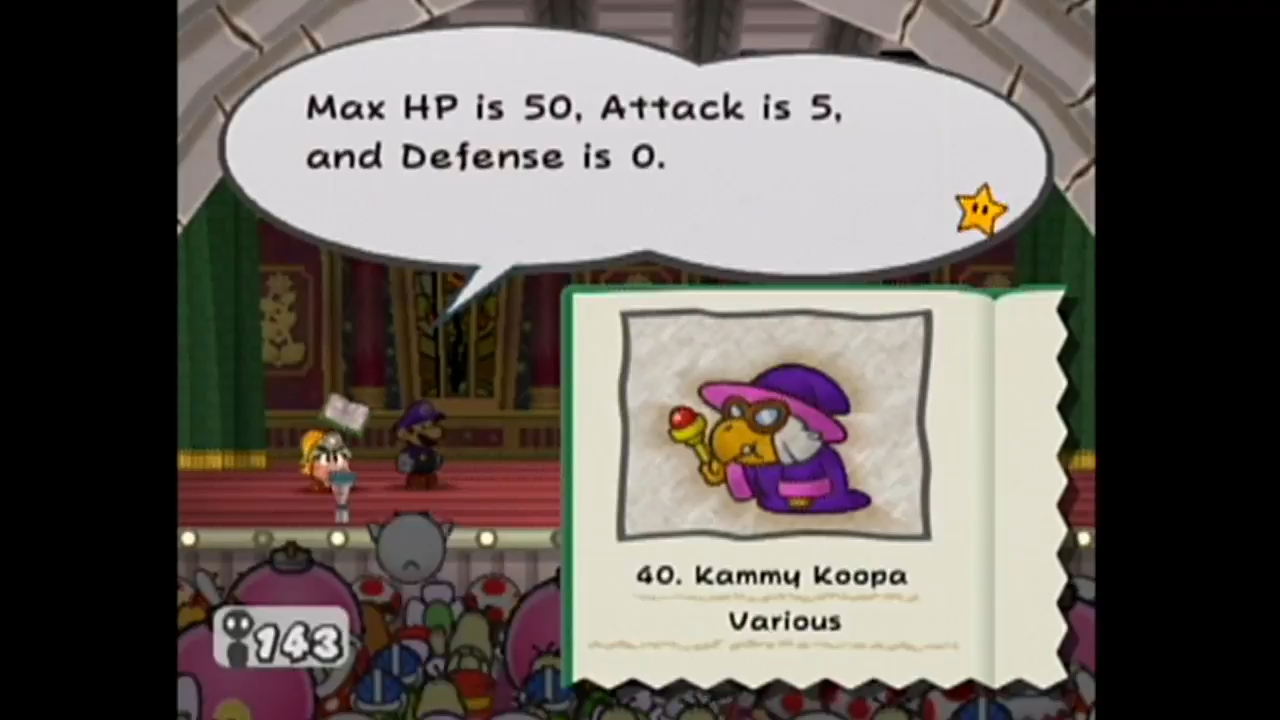 Max HP is 50, Attack is 5,
and Defense is 0.
40. Kammy Koopa
Various
143